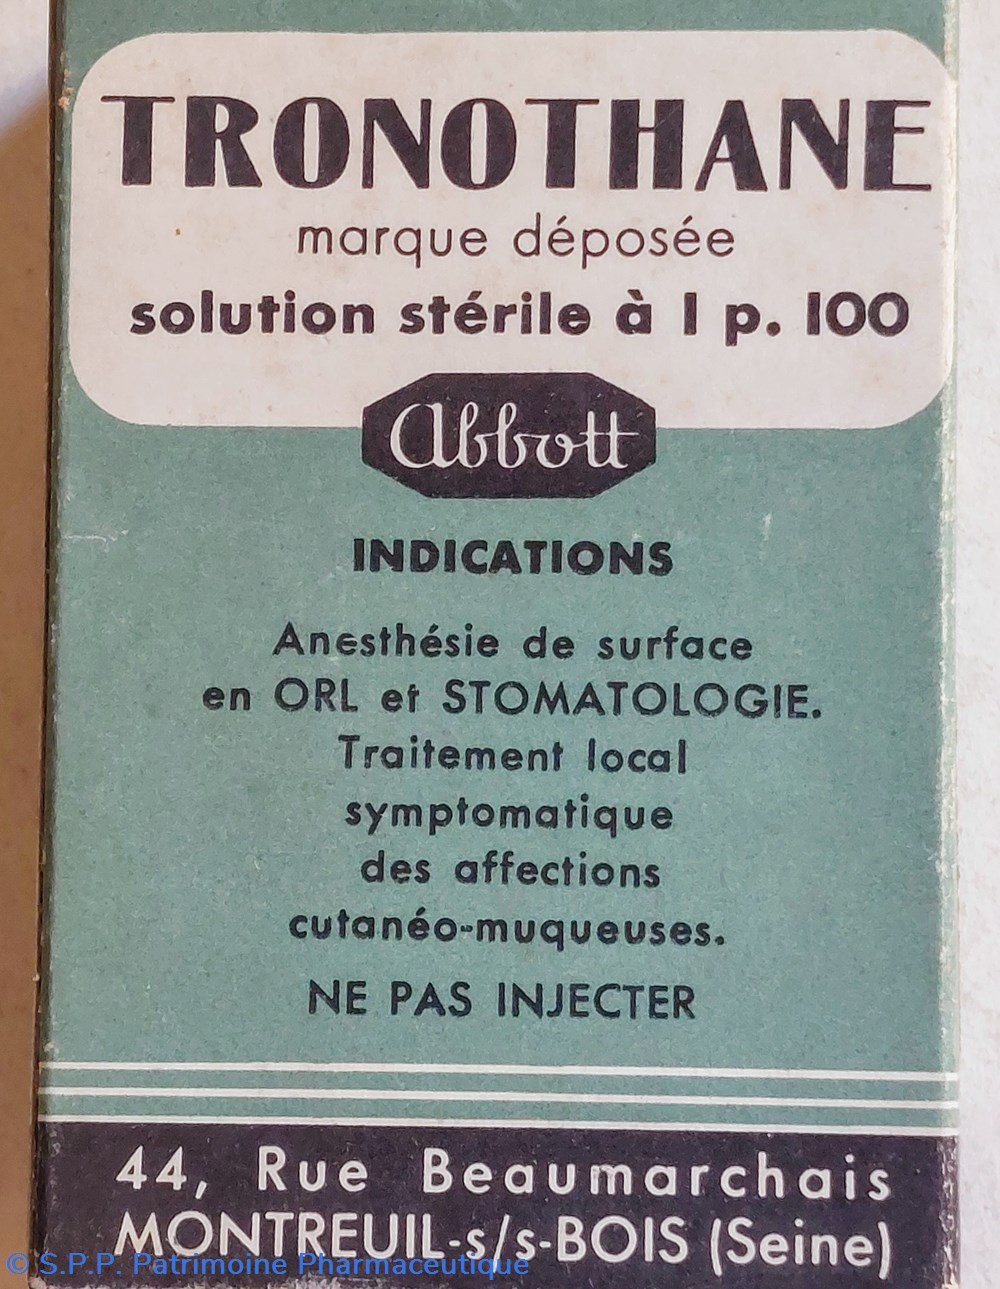 TRONOTHANE
marque déposée
solution stérile à 1 p. 100
Abbott
INDICATIONS
Anesthésie de surface
en ORL et STOMATOLOGIE.
Traitement local
symptomatique
des affections
cutanéo-muqueuses.
NE PAS INJECTER
44, Rue Beaumarchais
MONTREUIL-s/s-BOIS (Seine)
© S.P.P. Patrimoine Pharmaceutique